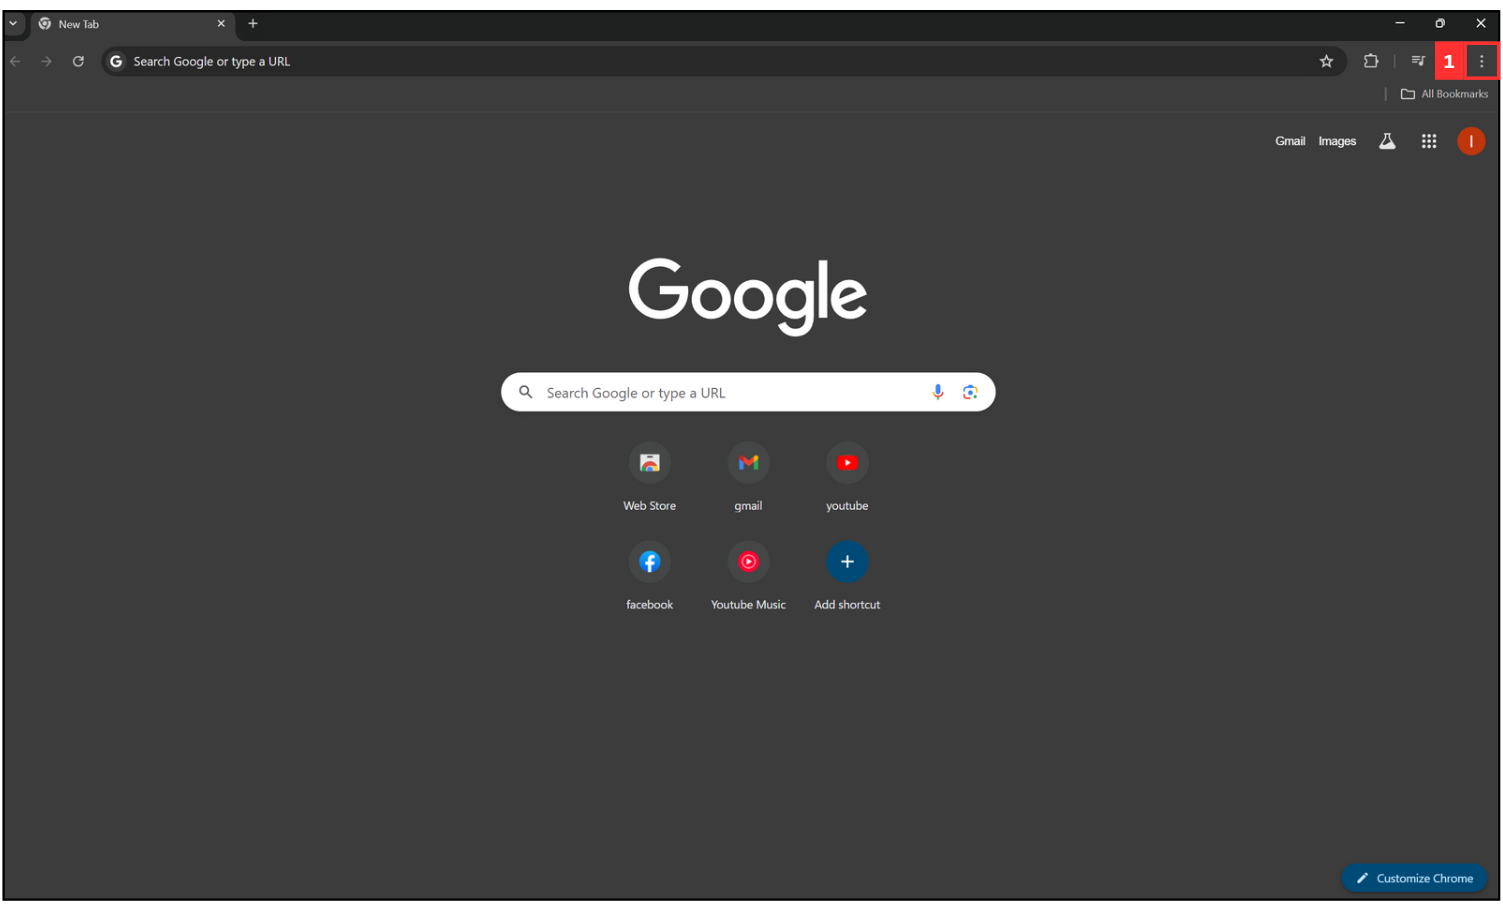 New Tab
Search Google or type a URL
1
All Bookmarks
Gmail Images
I
Google
Search Google or type a URL
Web Store gmail youtube
facebook Youtube Music Add shortcut
Customize Chrome